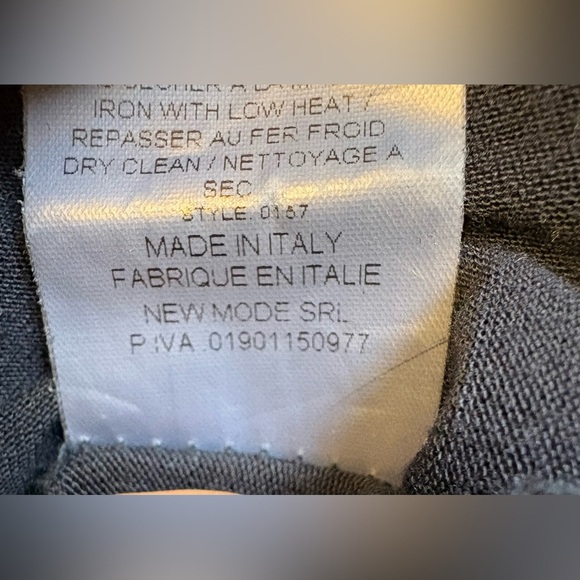 IRON WITH LOW HEAT /
REPASSER AU FER FROID
DRY CLEAN / NETTOYAGE A
SEC
STYLE 0157
MADE IN ITALY
FABRIQUE EN ITALIE
NEW MODE SRL
P.IVA .01901150977